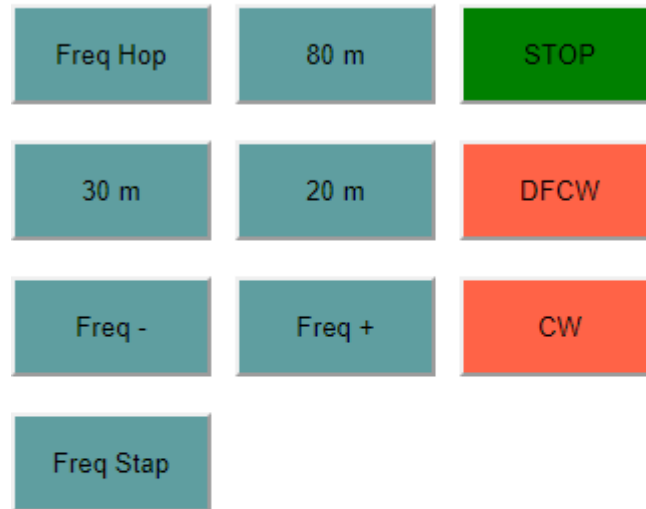 Freq Hop
80 m
STOP
30 m
20 m
DFCW
Freq -
Freq +
CW
Freq Stap